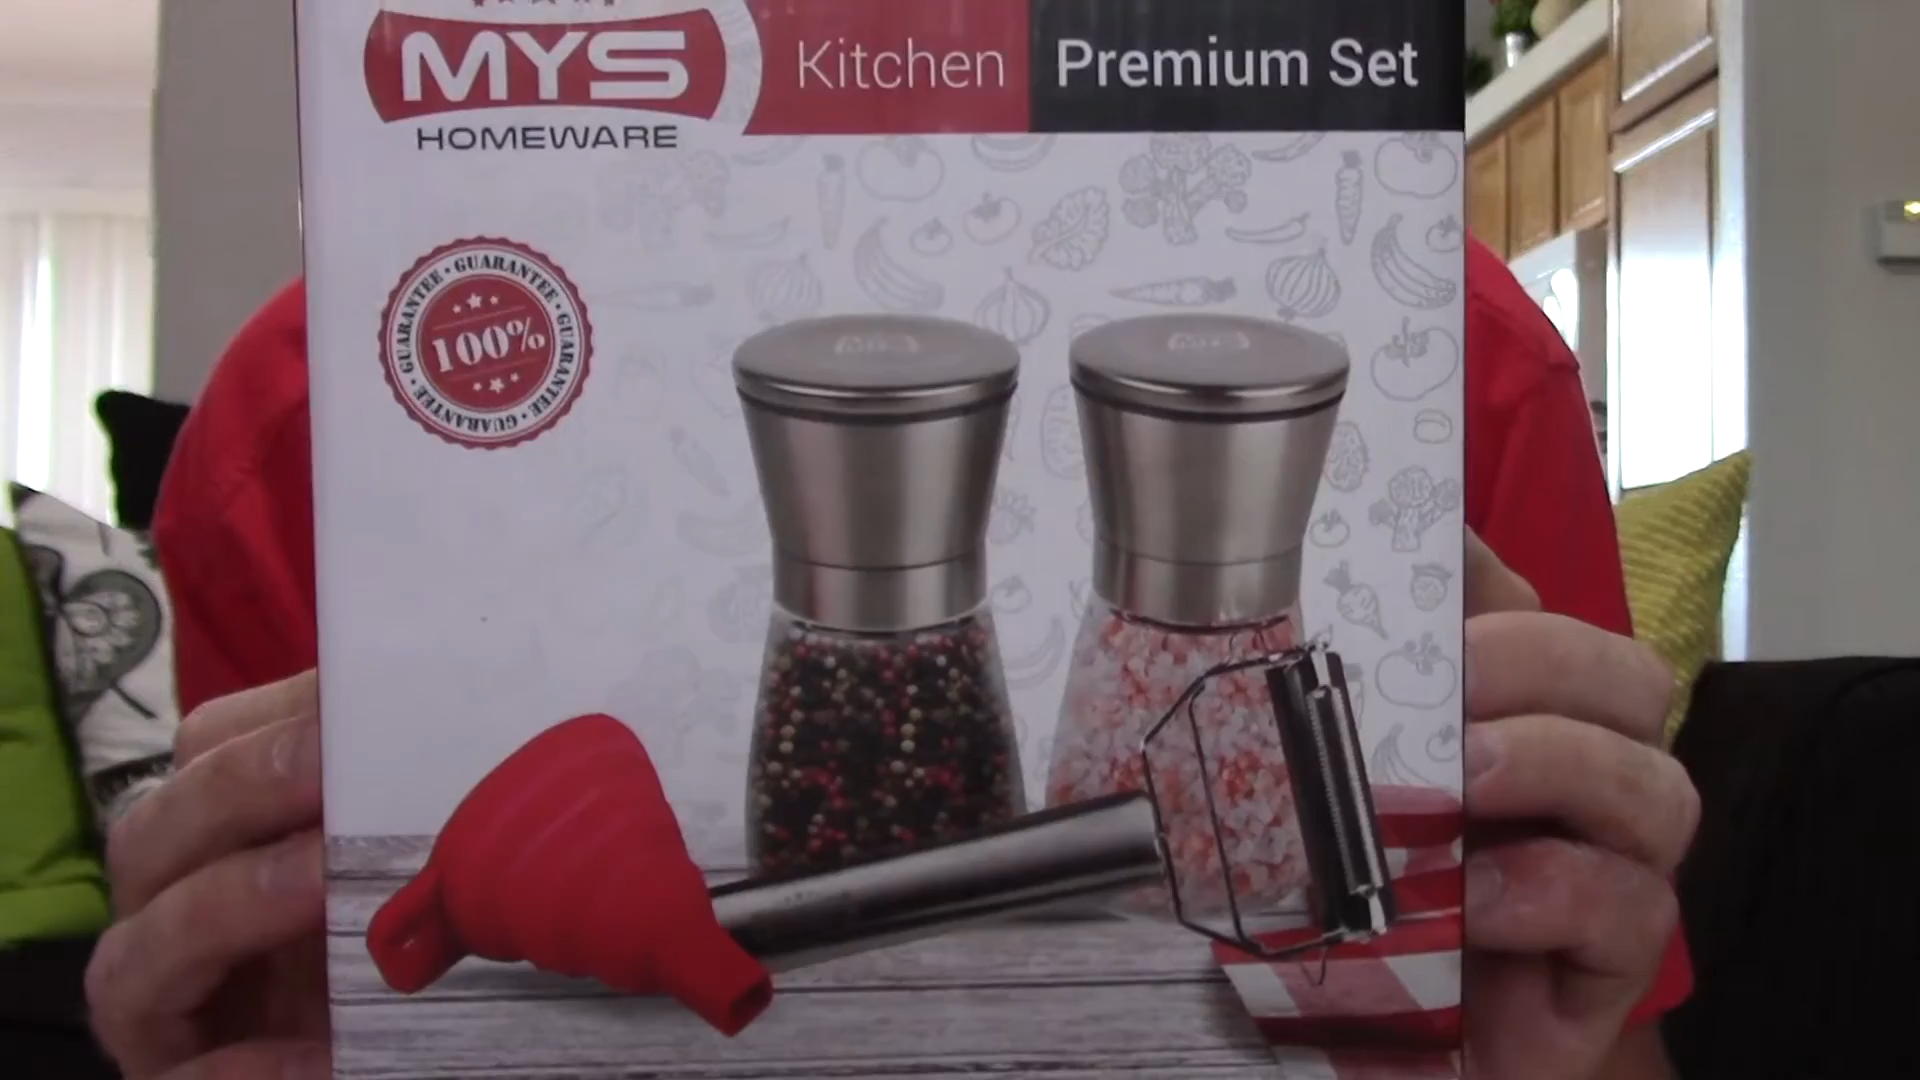 MYS
HOMEWARE
Kitchen
Premium Set
GUARANTEE • GUARANTEE • GUARANTEE • GUARANTEE •
100%